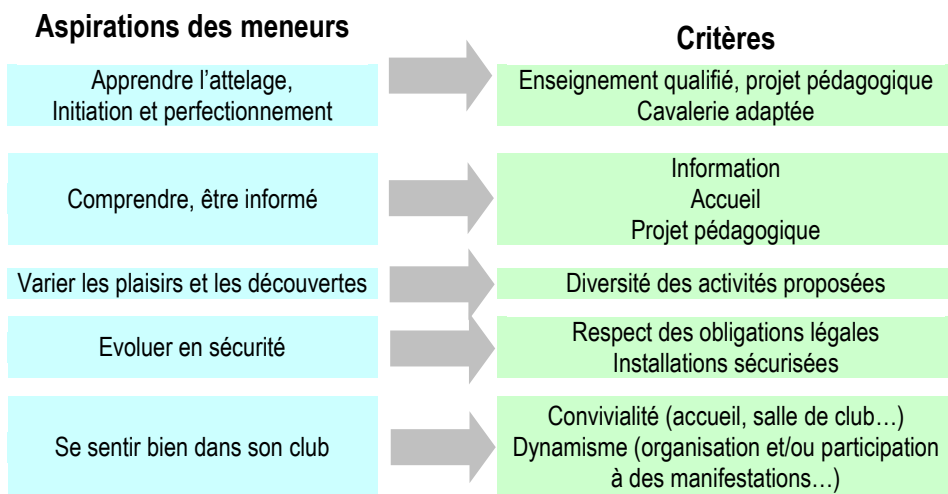 Aspirations des meneurs
Critères
Apprendre l'attelage,
Initiation et perfectionnement
Enseignement qualifié, projet pédagogique
Cavalerie adaptée
Comprendre, être informé
Information
Accueil
Projet pédagogique
Varier les plaisirs et les découvertes
Diversité des activités proposées
Evoluer en sécurité
Respect des obligations légales
Installations sécurisées
Se sentir bien dans son club
Convivialité (accueil, salle de club…)
Dynamisme (organisation et/ou participation
à des manifestations…)